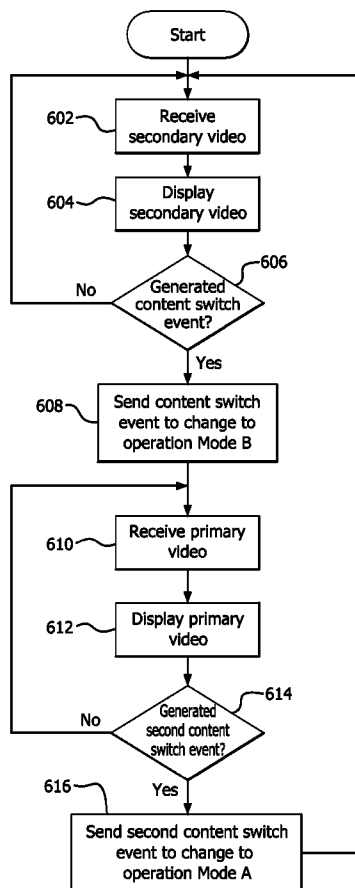 Start
602
Receive
secondary video
604
Display
secondary video
606
Generated
content switch
event?
No
Yes
608
Send content switch
event to change to
operation Mode B
610
Receive primary
video
612
Display primary
video
614
Generated
second content
switch event?
No
Yes
616
Send second content switch
event to change to
operation Mode A